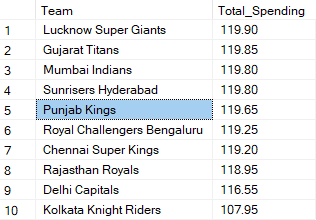 Team Total_Spending
1 Lucknow Super Giants 119.90
2 Gujarat Titans 119.85
3 Mumbai Indians 119.80
4 Sunrisers Hyderabad 119.80
5 Punjab Kings 119.65
6 Royal Challengers Bengaluru 119.25
7 Chennai Super Kings 119.20
8 Rajasthan Royals 118.95
9 Delhi Capitals 116.55
10 Kolkata Knight Riders 107.95